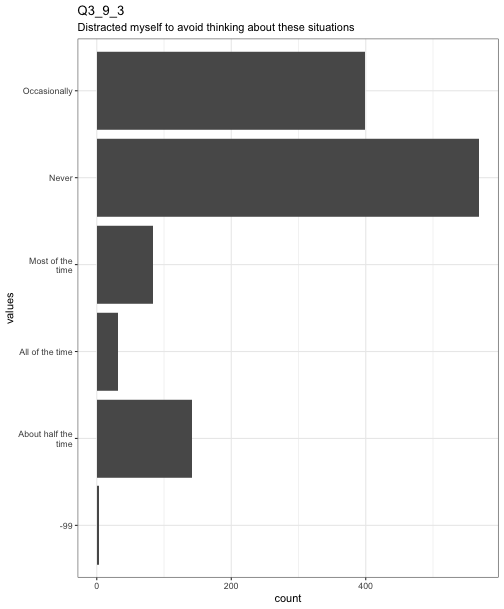 Q3_9_3
Distracted myself to avoid thinking about these situations
Occasionally
Never
Most of the
time
All of the time
About half the
time
-99
values
0 200 400
count